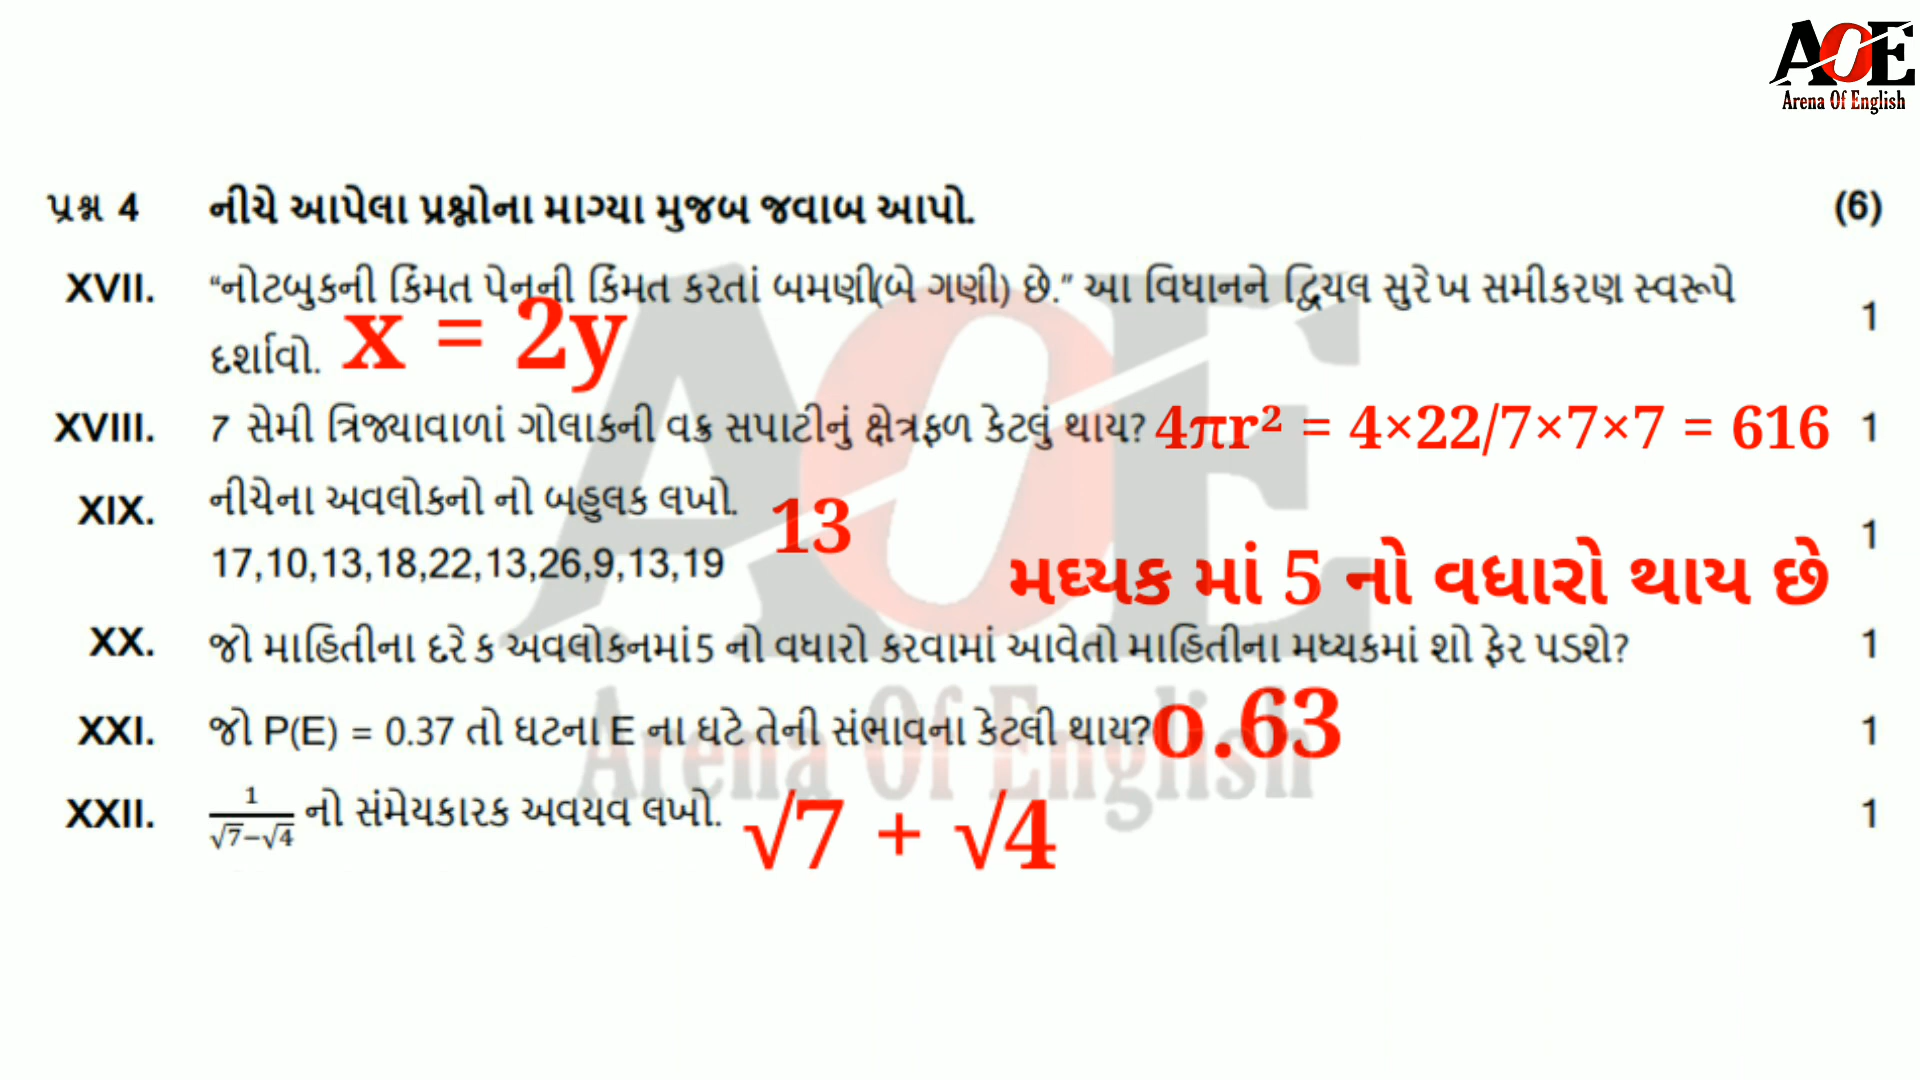 AOE
Arena Of English
પ્રશ્ન 4 નીચે આપેલા પ્રશ્નોના માગ્યા મુજબ જવાબ આપો. (6)
XVII. “નોટબુકની કિંમત પેનની કિંમત કરતાં બમણી(બે ગણી) છે.” આ વિધાનને દ્વિચલ સુરેખ સમીકરણ સ્વરૂપે 1
દર્શાવો. x = 2y
XVIII. 7 સેમી ત્રિજ્યાવાળાં ગોલાકની વક્ર સપાટીનું ક્ષેત્રફળ કેટલું થાય? 4πr² = 4×22/7×7×7 = 616 1
XIX. નીચેના અવલોકનો નો બહુલક લખો. 13
17,10,13,18,22,13,26,9,13,19 1
મધ્યક માં 5 નો વધારો થાય છે
XX. જો માહિતીના દરેક અવલોકનમાં5 નો વધારો કરવામાં આવેતો માહિતીના મધ્યકમાં શો ફેર પડશે? 1
XXI. જો P(E) = 0.37 તો ઘટના E ના ઘટે તેની સંભાવના કેટલી થાય? 0.63 1
XXII. 1/(√7−√4) નો સંમેયકારક અવયવ લખો. √7 + √4 1
AOE
Arena Of English